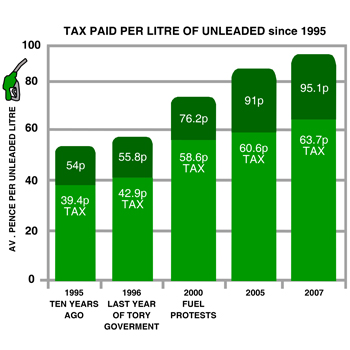 TAX PAID PER LITRE OF UNLEADED since 1995
AV. PENCE PER UNLEADED LITRE
100
80
60
40
20
0
54p
39.4p
TAX
55.8p
42.9p
TAX
76.2p
58.6p
TAX
91p
60.6p
TAX
95.1p
63.7p
TAX
1995
TEN YEARS
AGO
1996
LAST YEAR
OF TORY
GOVERMENT
2000
FUEL
PROTESTS
2005
2007